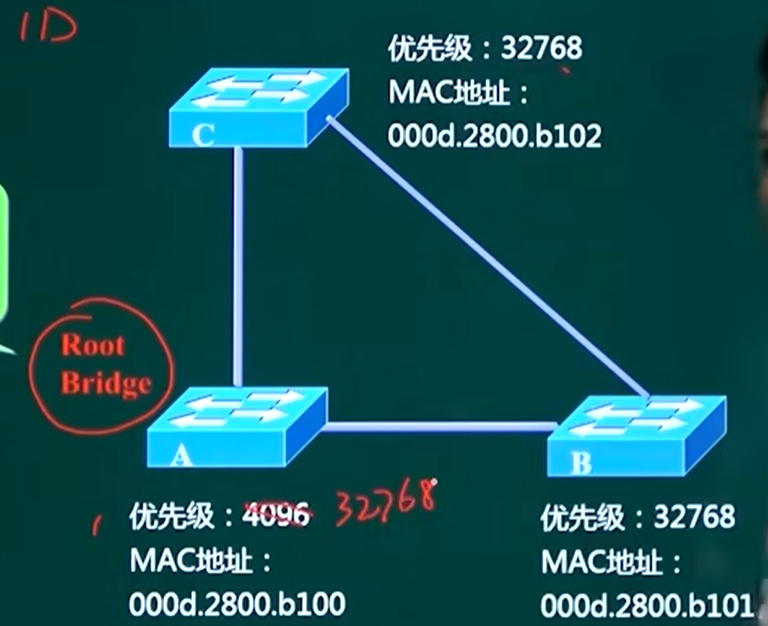 ID
优先级：32768
MAC地址：
000d.2800.b102
C
Root
Bridge
A
B
优先级：4096 32768
MAC地址：
000d.2800.b100
优先级：32768
MAC地址：
000d.2800.b101